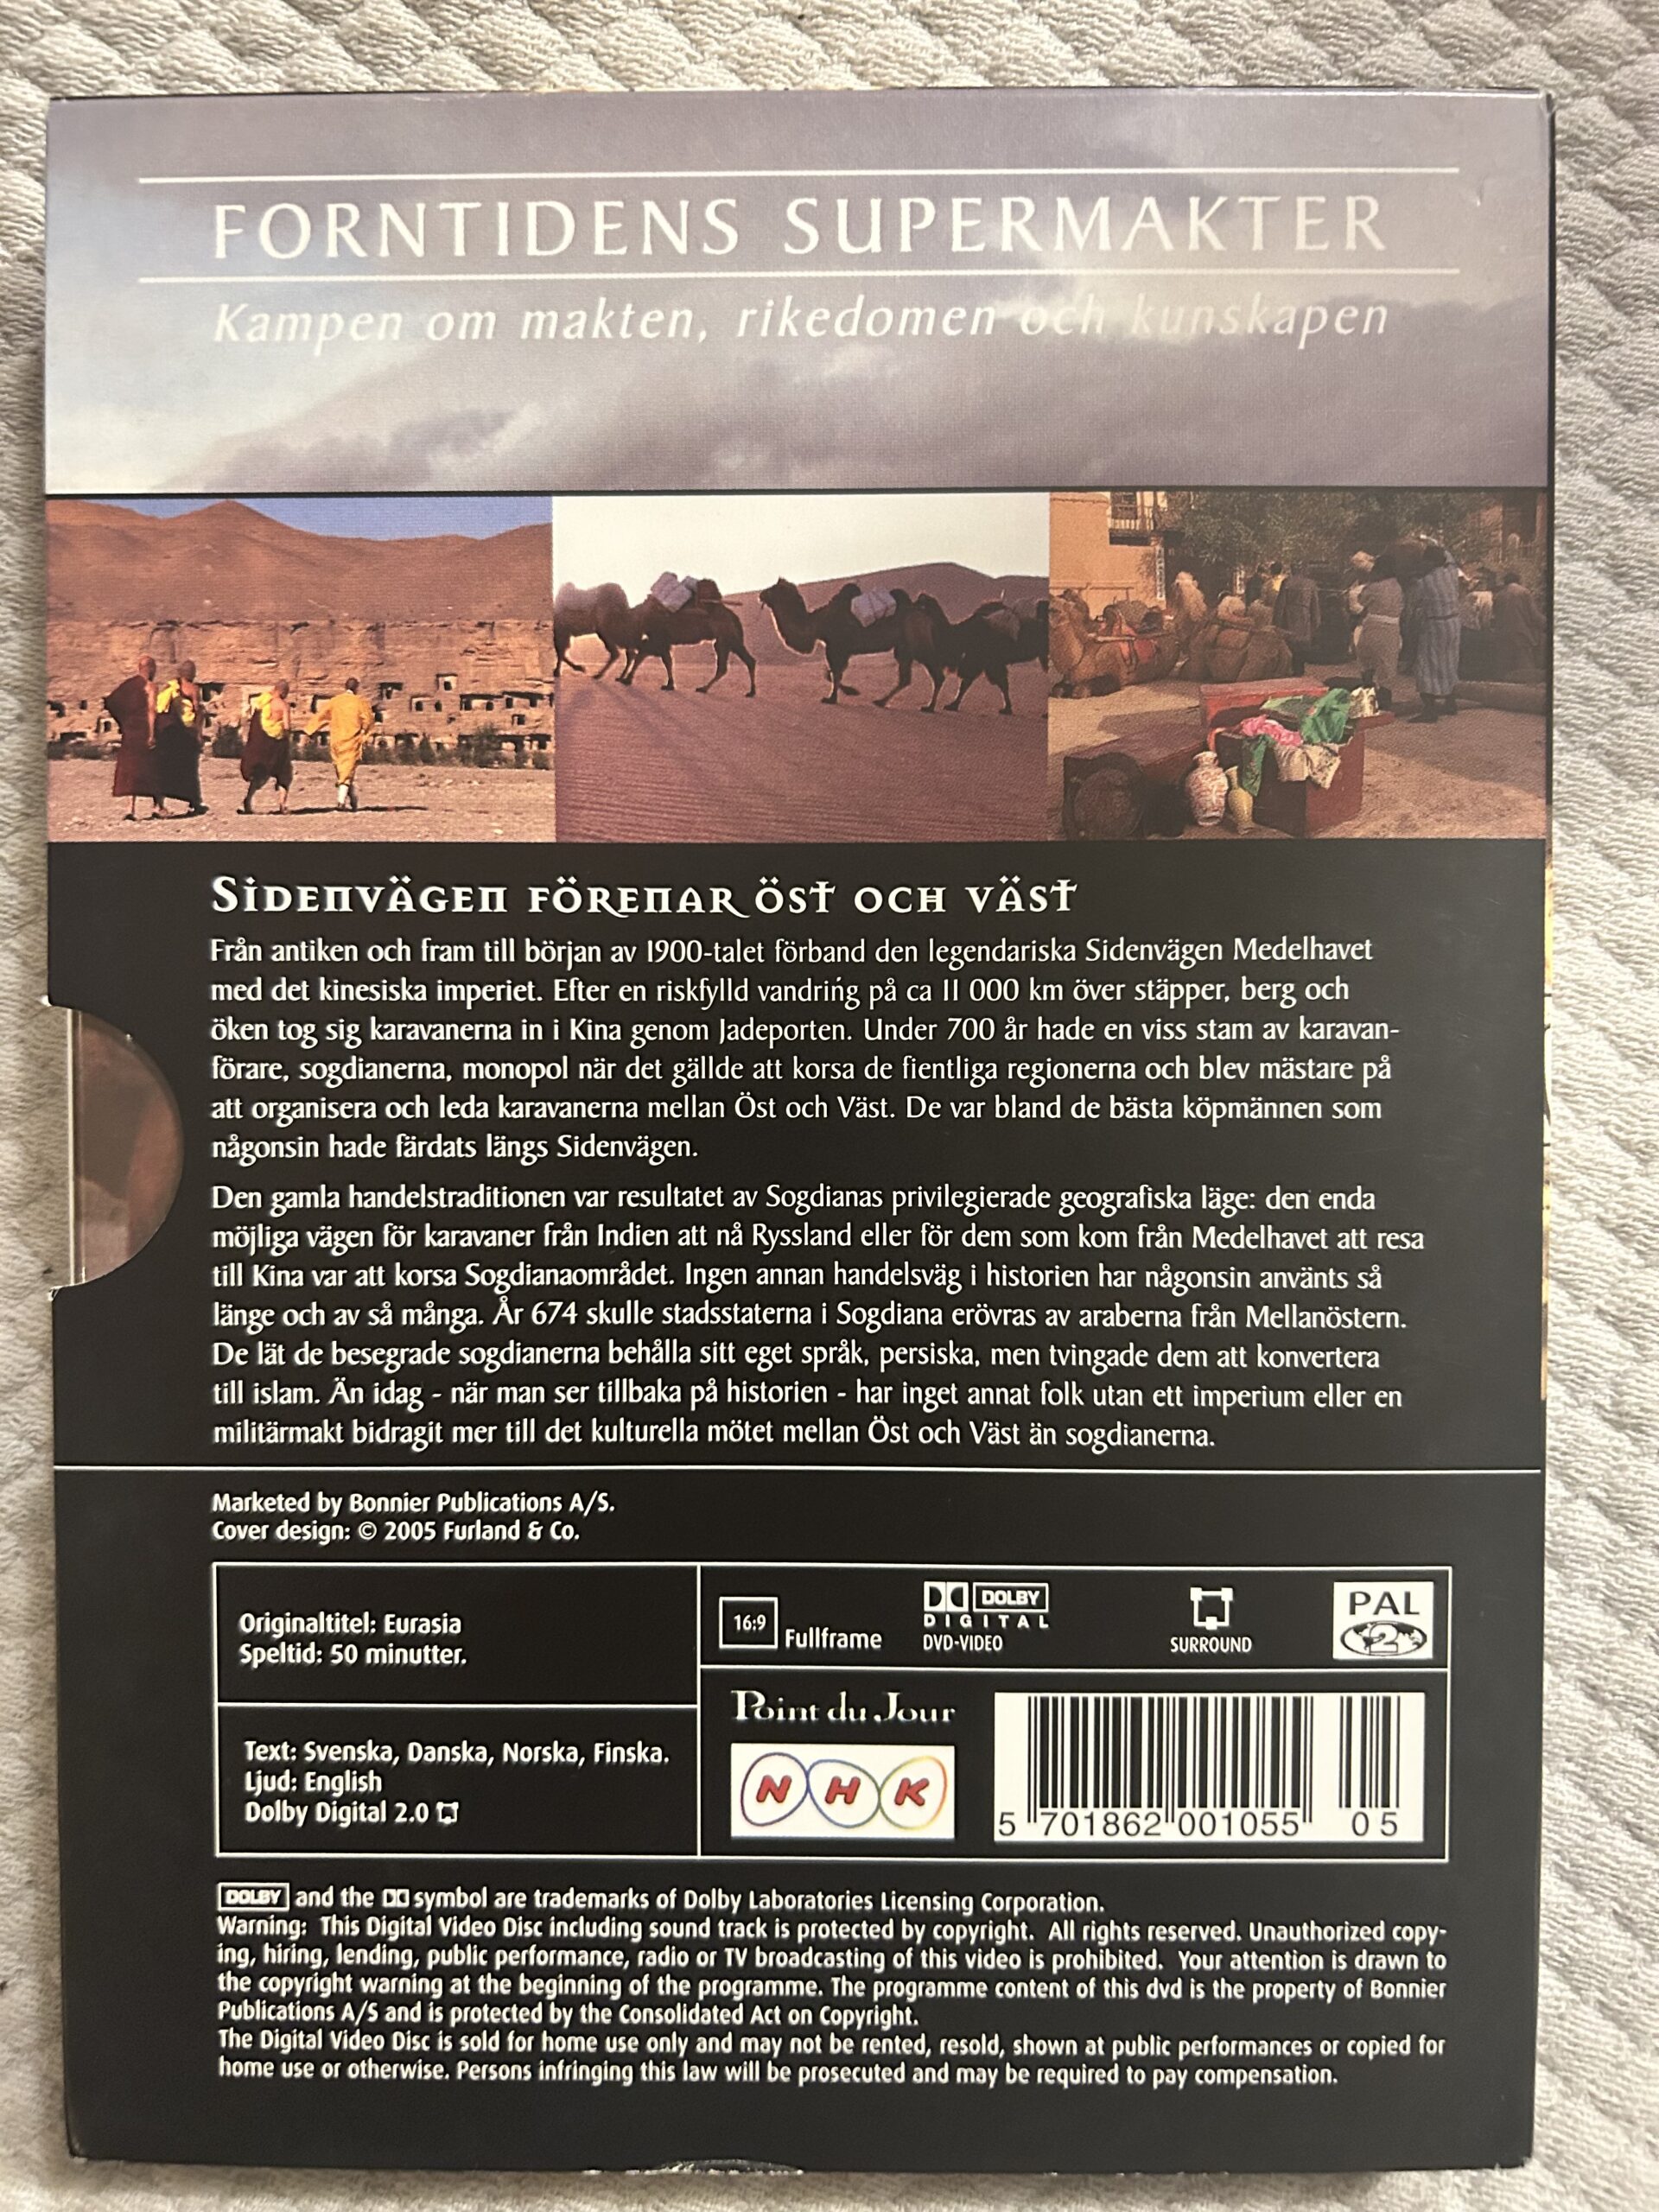 FORNTIDENS SUPERMAKTER
Kampen om makten, rikedomen och kunskapen
SIDENVÄGEN FÖRENAR ÖST OCH VÄST
Från antiken och fram till början av 1900-talet förband den legendariska Sidenvägen Medelhavet
med det kinesiska imperiet. Efter en riskfylld vandring på ca 11 000 km över stäpper, berg och
öken tog sig karavanerna in i Kina genom Jadeporten. Under 700 år hade en viss stam av karavan-
förare, sogdianerna, monopol när det gällde att korsa de fientliga regionerna och blev mästare på
att organisera och leda karavanerna mellan Öst och Väst. De var bland de bästa köpmännen som
någonsin hade färdats längs Sidenvägen.
Den gamla handelstraditionen var resultatet av Sogdianas privilegierade geografiska läge: den enda
möjliga vägen för karavaner från Indien att nå Ryssland eller för dem som kom från Medelhavet att resa
till Kina var att korsa Sogdianaområdet. Ingen annan handelsväg i historien har någonsin använts så
länge och av så många. År 674 skulle stadsstaterna i Sogdiana erövras av araberna från Mellanöstern.
De lät de besegrade sogdianerna behålla sitt eget språk, persiska, men tvingade dem att konvertera
till islam. Än idag - när man ser tillbaka på historien - har inget annat folk utan ett imperium eller en
militärmakt bidragit mer till det kulturella mötet mellan Öst och Väst än sogdianerna.
Marketed by Bonnier Publications A/S.
Cover design: © 2005 Furland & Co.
Originaltitel: Eurasia
Speltid: 50 minutter.
Text: Svenska, Danska, Norska, Finska.
Ljud: English
Dolby Digital 2.0
16:9 Fullframe
DOLBY
DIGITAL
DVD-VIDEO
SURROUND
PAL
2
Point du Jour
NHK
5 701862 001055 05
DOLBY and the symbol are trademarks of Dolby Laboratories Licensing Corporation.
Warning: This Digital Video Disc including sound track is protected by copyright. All rights reserved. Unauthorized copy-
ing, hiring, lending, public performance, radio or TV broadcasting of this video is prohibited. Your attention is drawn to
the copyright warning at the beginning of the programme. The programme content of this dvd is the property of Bonnier
Publications A/S and is protected by the Consolidated Act on Copyright.
The Digital Video Disc is sold for home use only and may not be rented, resold, shown at public performances or copied for
home use or otherwise. Persons infringing this law will be prosecuted and may be required to pay compensation.